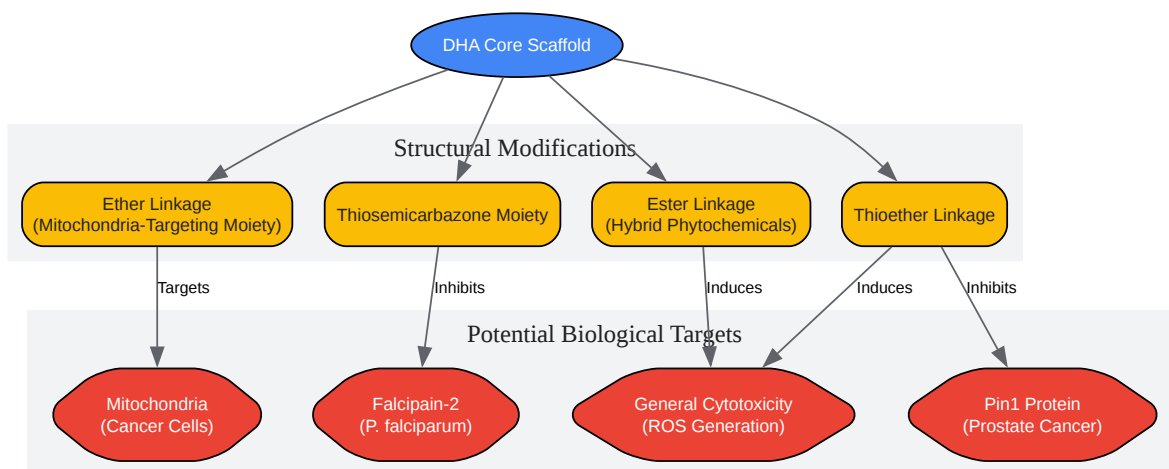 DHA Core Scaffold
Structural Modifications
Ether Linkage
(Mitochondria-Targeting Moiety)
Thiosemicarbazone Moiety
Ester Linkage
(Hybrid Phytochemicals)
Thioether Linkage
Targets
Inhibits
Induces
Induces
Inhibits
Potential Biological Targets
Mitochondria
(Cancer Cells)
Falcipain-2
(P. falciparum)
General Cytotoxicity
(ROS Generation)
Pin1 Protein
(Prostate Cancer)